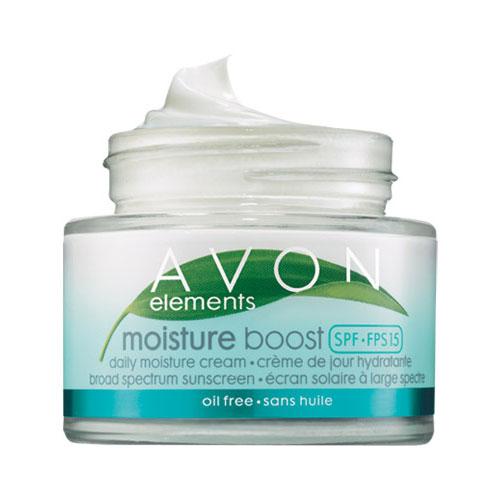 AVON
elements
moisture boost SPF•FPS15
daily moisture cream • crème de jour hydratante
broad spectrum sunscreen • écran solaire à large spectre
oil free • sans huile